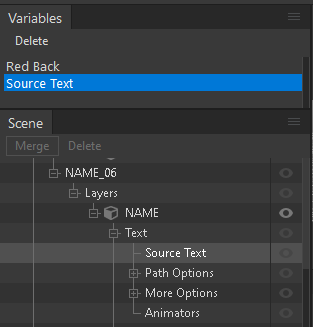 Variables
Delete
Red Back
Source Text
Scene
Merge Delete
NAME_06
Layers
NAME
Text
Source Text
Path Options
More Options
Animators